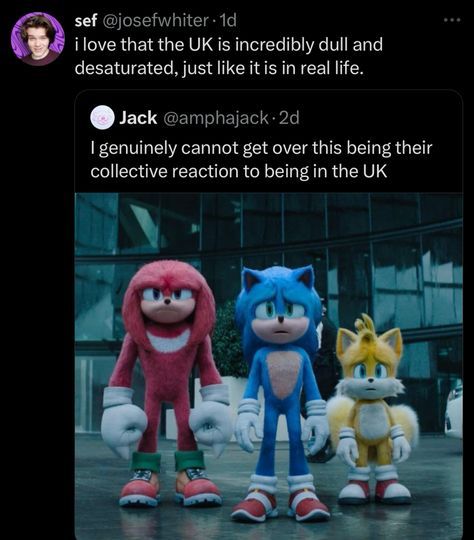 sef @josefwhiter · 1d
i love that the UK is incredibly dull and
desaturated, just like it is in real life.
Jack @amphajack · 2d
I genuinely cannot get over this being their
collective reaction to being in the UK